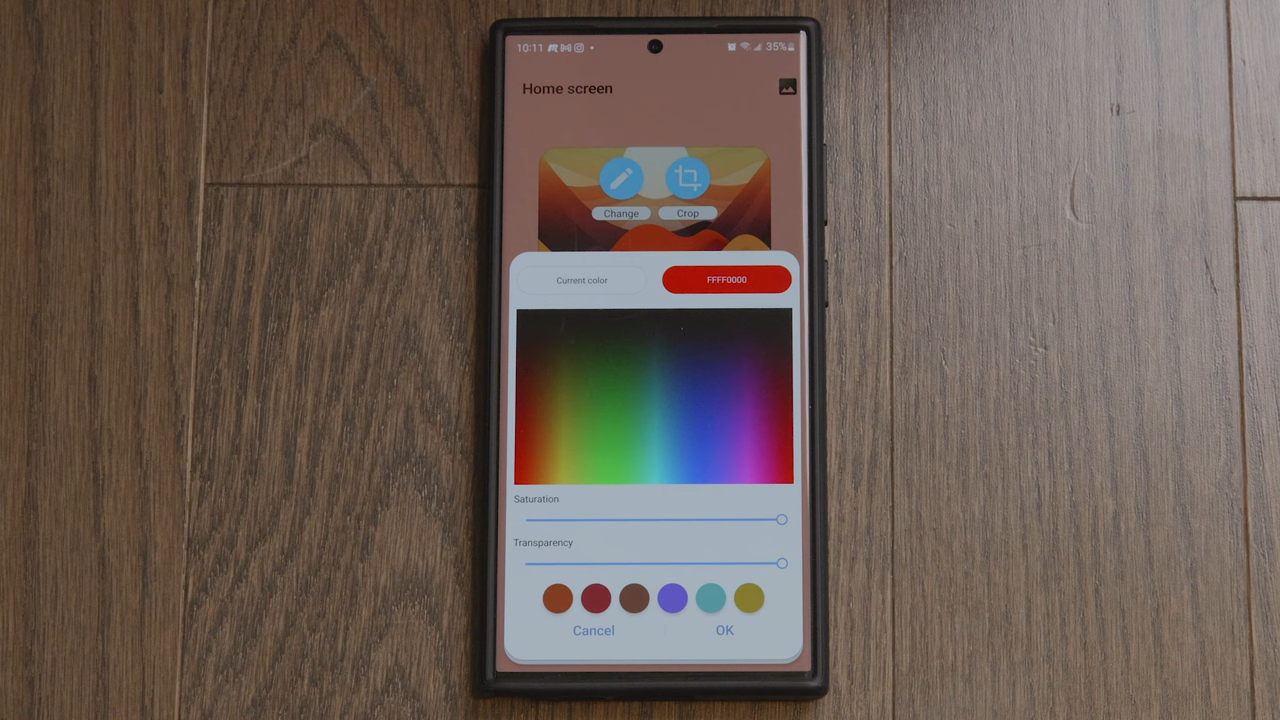 10:11
35%
Home screen
Change Crop
Current color FFFF0000
Saturation
Transparency
Cancel OK